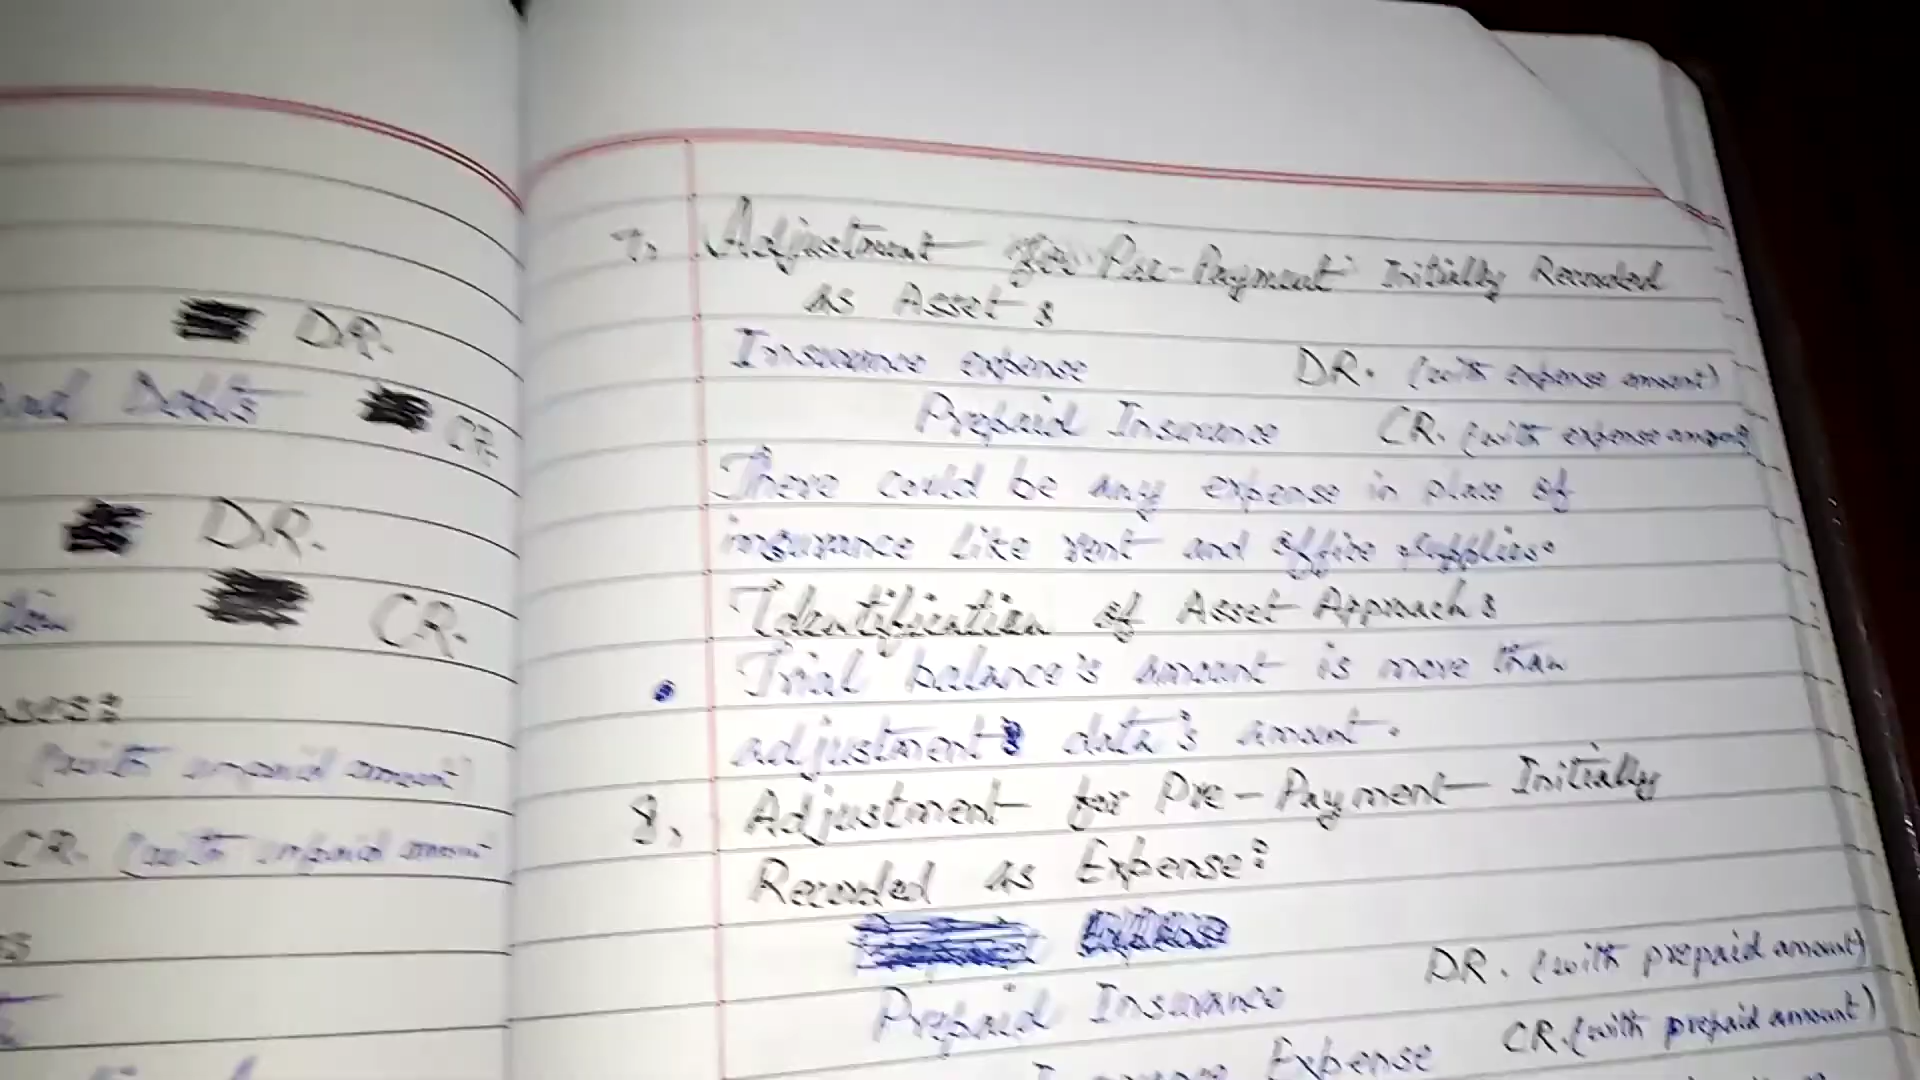 DR.
Debts CR.
DR.
CR.
(with unpaid amount)
CR. (with unpaid amount
7. Adjustment for Pre-Payment Initially Recorded
as Asset:
Insurance expense DR. (with expense amount)
Prepaid Insurance CR. (with expense amount)
There could be any expense in place of
insurance like rent and office supplies.
Identification of Asset Approach:
• Trial balance's amount is more than
adjustment data's amount.
8. Adjustment for Pre-Payment Initially
Recorded as Expense:
Prepaid Insurance DR. (with prepaid amount)
Expense CR. (with prepaid amount)